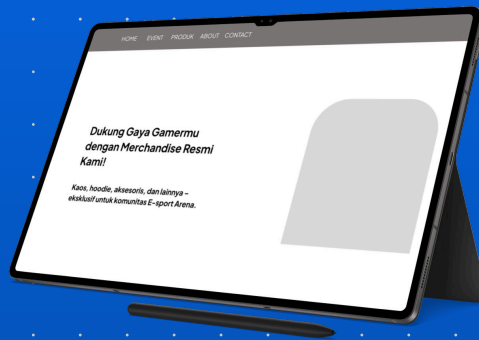 HOME EVENT PRODUK ABOUT CONTACT
Dukung Gaya Gamermu
dengan Merchandise Resmi
Kami!
Kaos, hoodie, aksesoris, dan lainnya –
eksklusif untuk komunitas E-sport Arena.